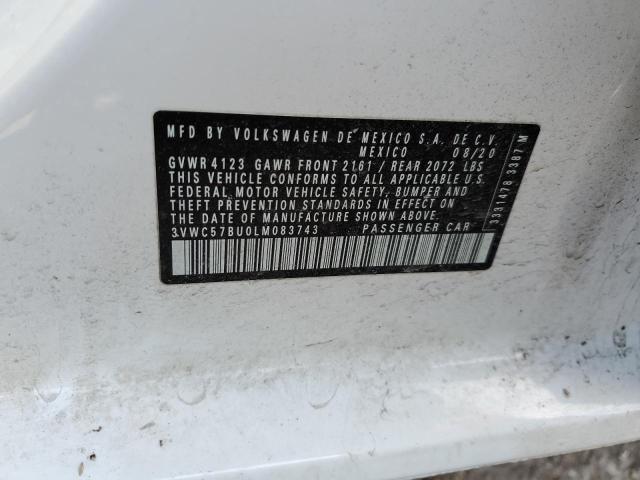 MFD BY VOLKSWAGEN DE MEXICO S.A. DE C.V.
MEXICO 08/20
GVWR 4123 GAWR FRONT 2161 / REAR 2072 LBS
THIS VEHICLE CONFORMS TO ALL APPLICABLE U.S.
FEDERAL MOTOR VEHICLE SAFETY, BUMPER AND
THEFT PREVENTION STANDARDS IN EFFECT ON
THE DATE OF MANUFACTURE SHOWN ABOVE.
3VWC57BU0LM083743 PASSENGER CAR
3331478 3387 M